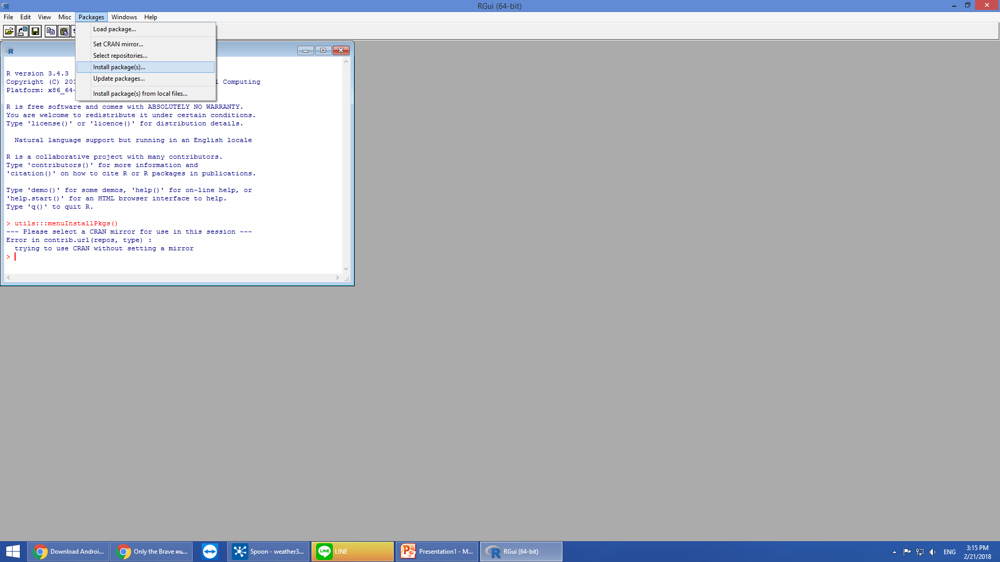 RGui (64-bit)
File Edit View Misc Packages Windows Help
Load package...
Set CRAN mirror...
Select repositories...
Install package(s)...
Update packages...
Install package(s) from local files...
R version 3.4.3
Copyright (C) 201 l Computing
Platform: x86_64-
R is free software and comes with ABSOLUTELY NO WARRANTY.
You are welcome to redistribute it under certain conditions.
Type 'license()' or 'licence()' for distribution details.
Natural language support but running in an English locale
R is a collaborative project with many contributors.
Type 'contributors()' for more information and
'citation()' on how to cite R or R packages in publications.
Type 'demo()' for some demos, 'help()' for on-line help, or
'help.start()' for an HTML browser interface to help.
Type 'q()' to quit R.
> utils:::menuInstallPkgs()
--- Please select a CRAN mirror for use in this session ---
Error in contrib.url(repos, type) :
trying to use CRAN without setting a mirror
>
Download Androi... Only the Brave คน... Spoon - weather3... LINE LINE Presentation1 - M... RGui (64-bit) ENG 3:15 PM
2/21/2018